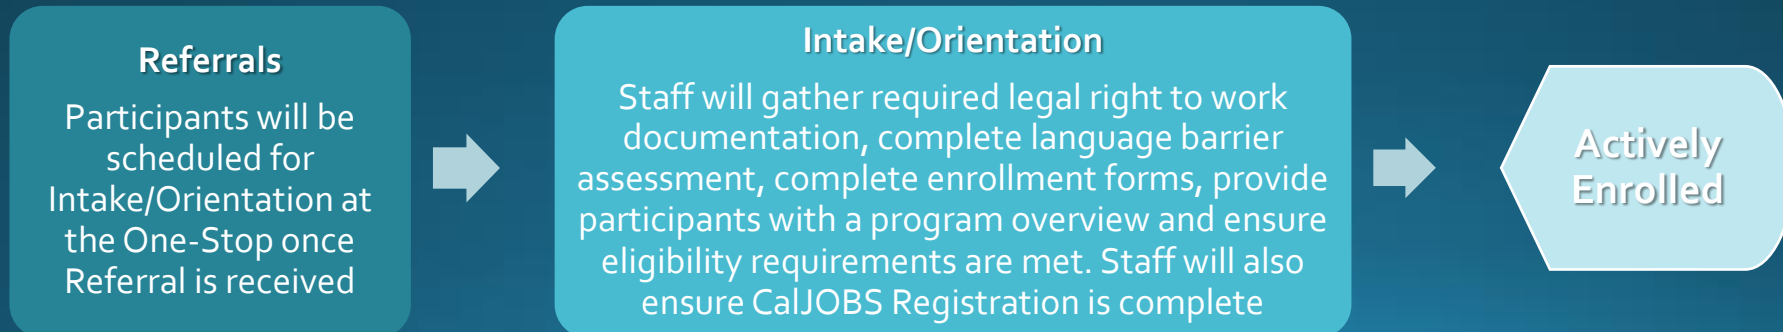 Referrals
Participants will be
scheduled for
Intake/Orientation at
the One-Stop once
Referral is received
Intake/Orientation
Staff will gather required legal right to work
documentation, complete language barrier
assessment, complete enrollment forms, provide
participants with a program overview and ensure
eligibility requirements are met. Staff will also
ensure CalJOBS Registration is complete
Actively
Enrolled